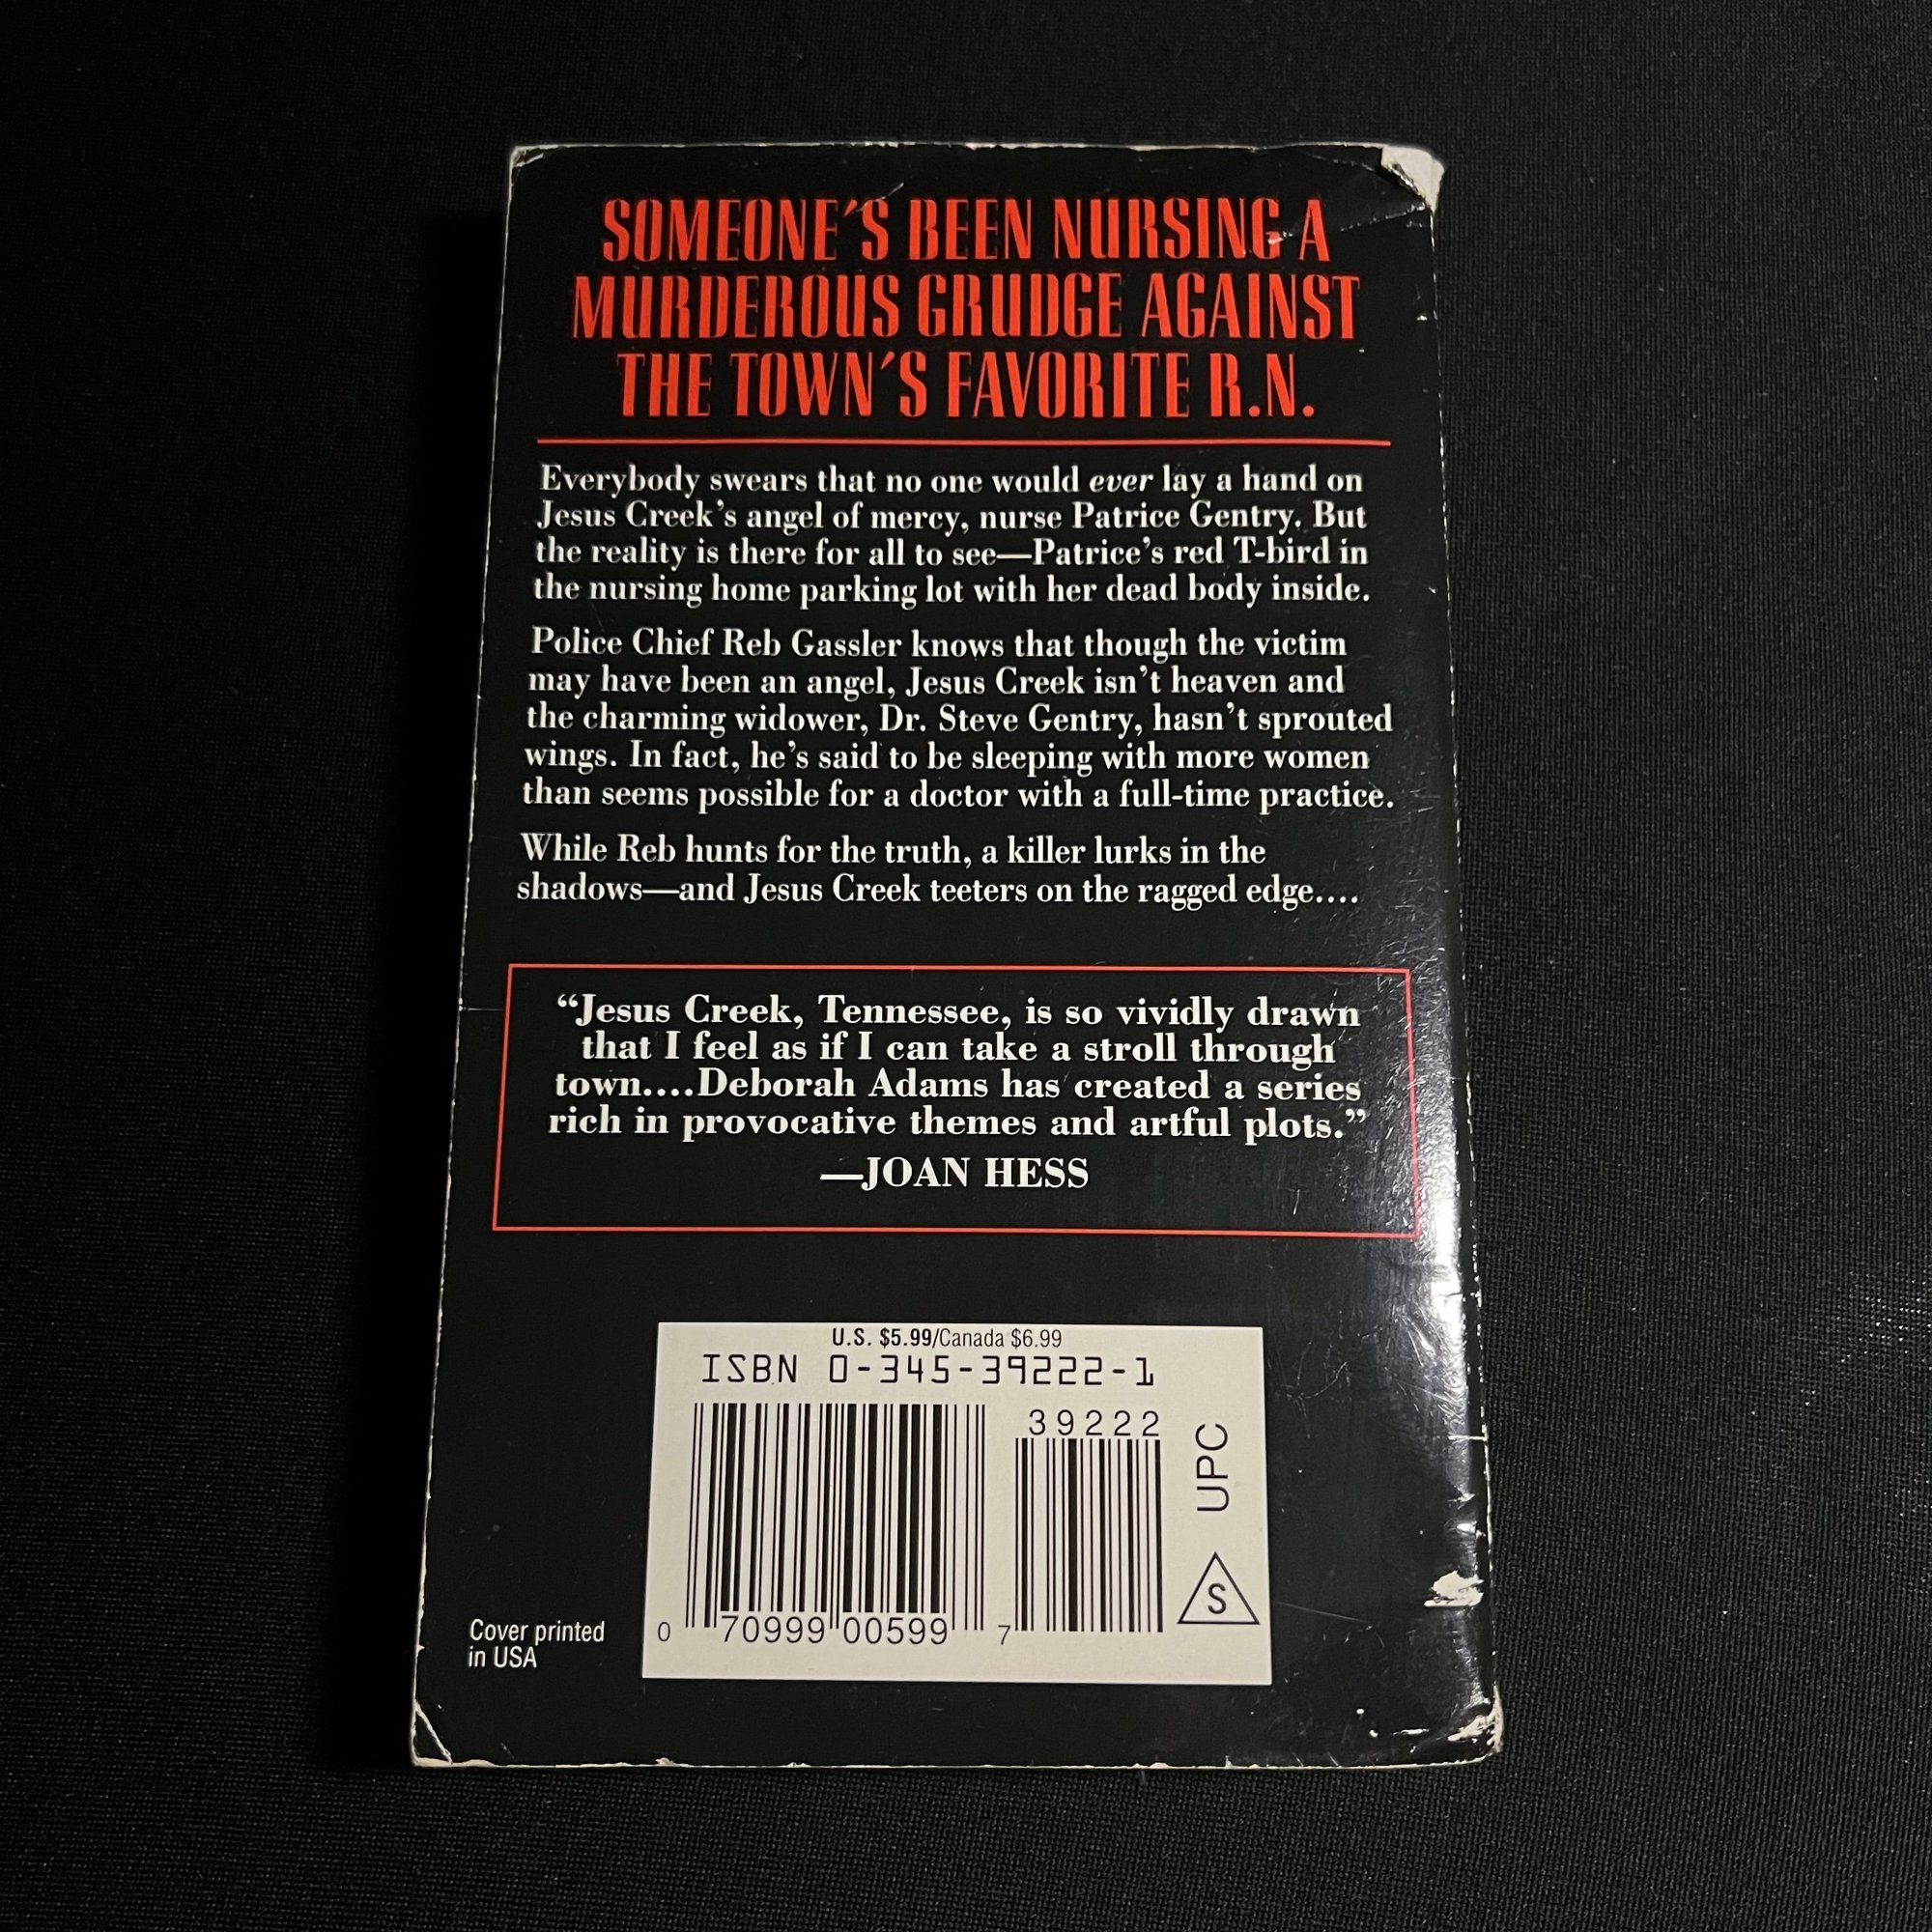 SOMEONE'S BEEN NURSING A
MURDEROUS GRUDGE AGAINST
THE TOWN'S FAVORITE R.N.
Everybody swears that no one would ever lay a hand on
Jesus Creek's angel of mercy, nurse Patrice Gentry. But
the reality is there for all to see—Patrice's red T-bird in
the nursing home parking lot with her dead body inside.
Police Chief Reb Gassler knows that though the victim
may have been an angel, Jesus Creek isn't heaven and
the charming widower, Dr. Steve Gentry, hasn't sprouted
wings. In fact, he's said to be sleeping with more women
than seems possible for a doctor with a full-time practice.
While Reb hunts for the truth, a killer lurks in the
shadows—and Jesus Creek teeters on the ragged edge....
“Jesus Creek, Tennessee, is so vividly drawn
that I feel as if I can take a stroll through
town....Deborah Adams has created a series
rich in provocative themes and artful plots.”
—JOAN HESS
U.S. $5.99/Canada $6.99
ISBN 0-345-39222-1
39222
UPC
S
0 70999 00599 7
Cover printed
in USA